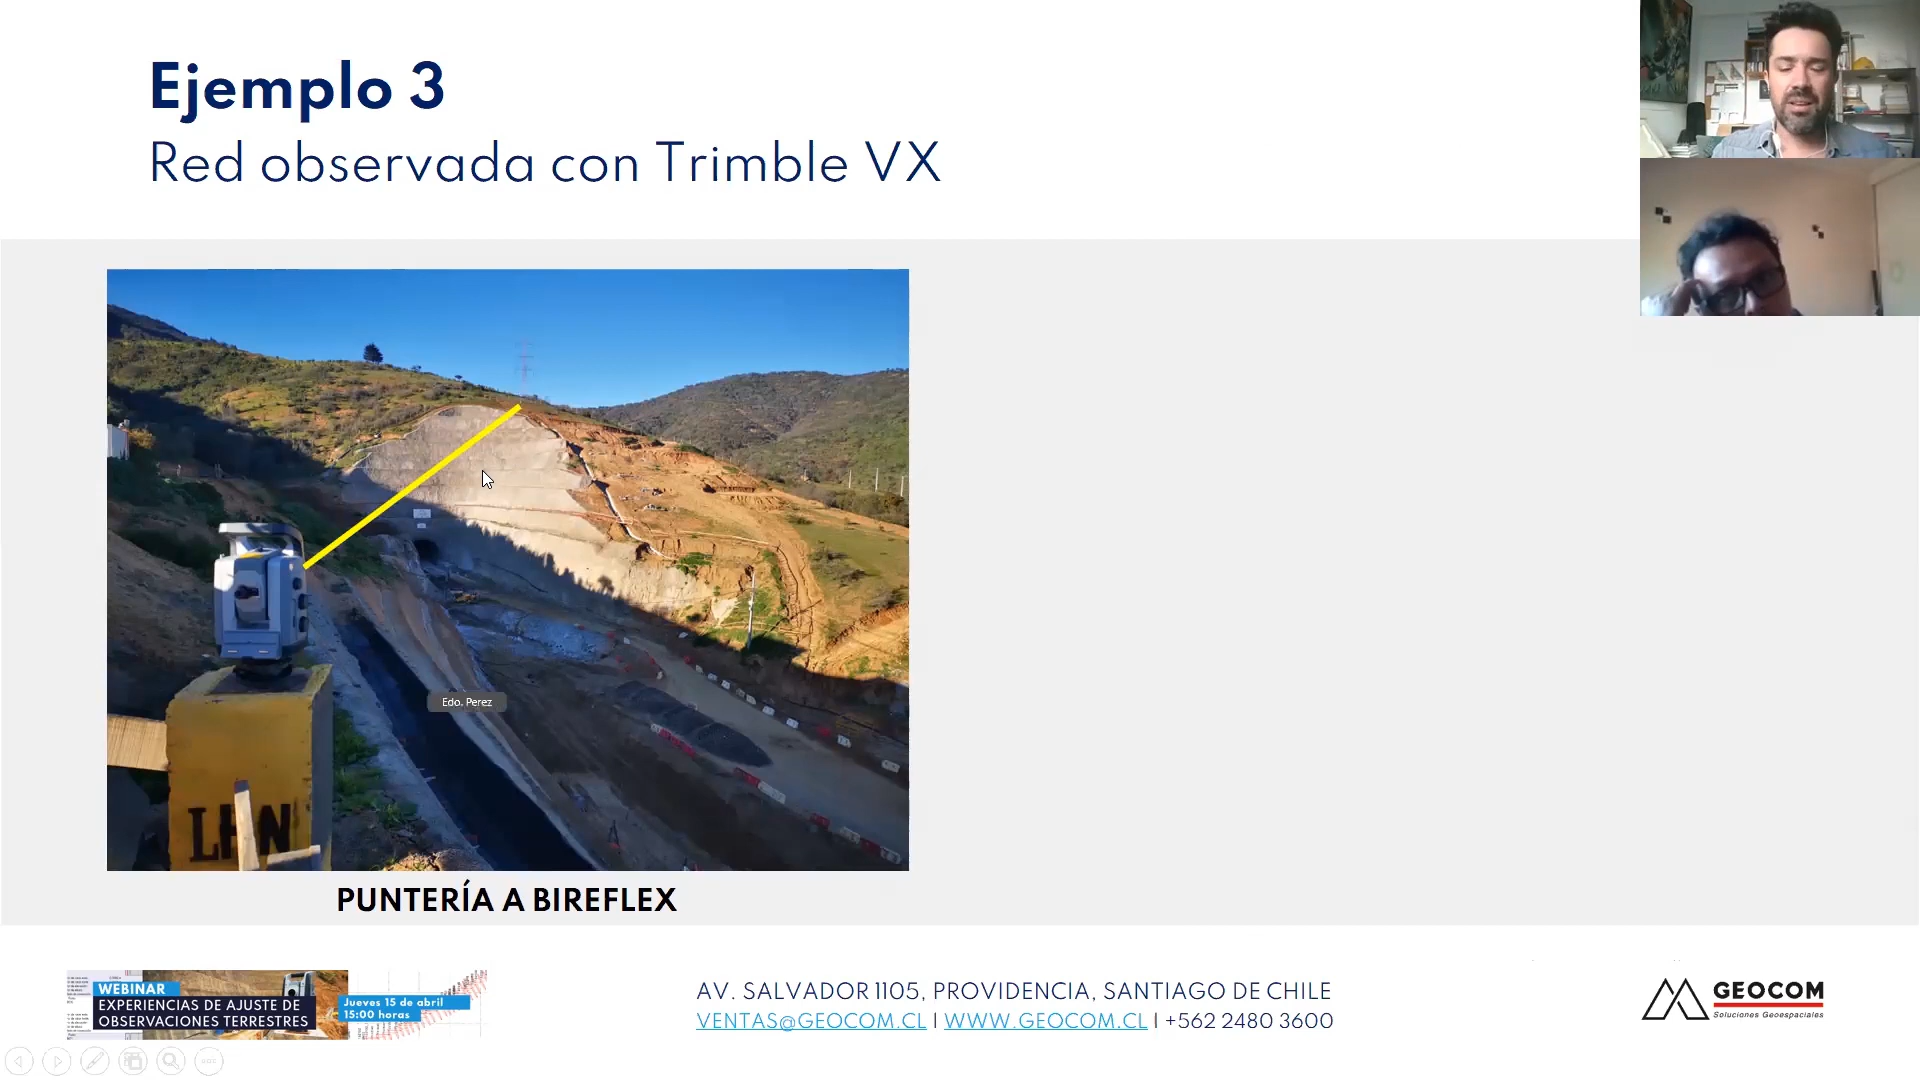 Ejemplo 3
Red observada con Trimble VX
Edo. Perez
PUNTERÍA A BIREFLEX
WEBINAR
EXPERIENCIAS DE AJUSTE DE
OBSERVACIONES TERRESTRES
Jueves 15 de abril
15:00 horas
AV. SALVADOR 1105, PROVIDENCIA, SANTIAGO DE CHILE
VENTAS@GEOCOM.CL | WWW.GEOCOM.CL | +562 2480 3600
GEOCOM
Soluciones Geoespaciales